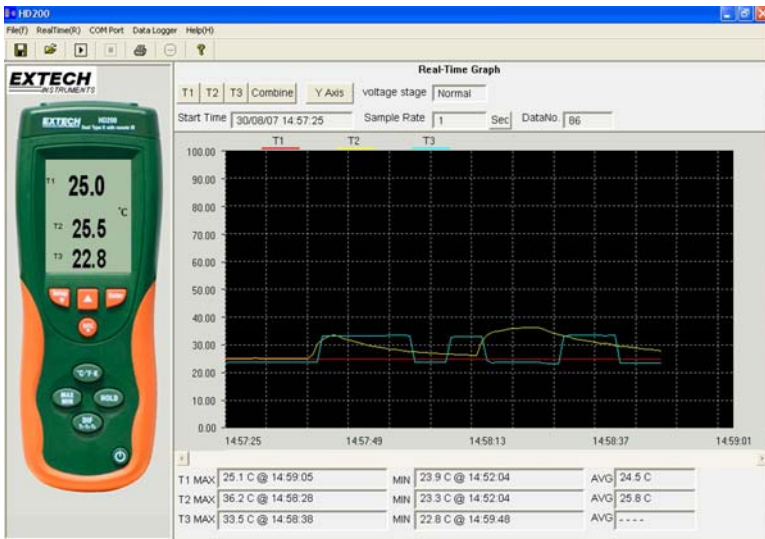 HD200
File(F) RealTime(R) COM Port Data Logger Help(H)
EXTECH
INSTRUMENTS
EXTECH HD200
T1 25.0
°C
T2 25.5
T3 22.8
°C·°F·K
MAX MIN HOLD
DIF
Real-Time Graph
T1 T2 T3 Combine Y Axis voltage stage Normal
Start Time 30/08/07 14:57:25 Sample Rate 1 Sec DataNo. 86
T1 T2 T3
100.00
90.00
80.00
70.00
60.00
50.00
40.00
30.00
20.00
10.00
0.00
14:57:25 14:57:49 14:58:13 14:58:37 14:59:01
T1 MAX 25.1 C @ 14:59:05 MIN 23.9 C @ 14:52:04 AVG 24.5 C
T2 MAX 36.2 C @ 14:58:28 MIN 23.3 C @ 14:52:04 AVG 25.8 C
T3 MAX 33.5 C @ 14:58:38 MIN 22.8 C @ 14:59:48 AVG ----